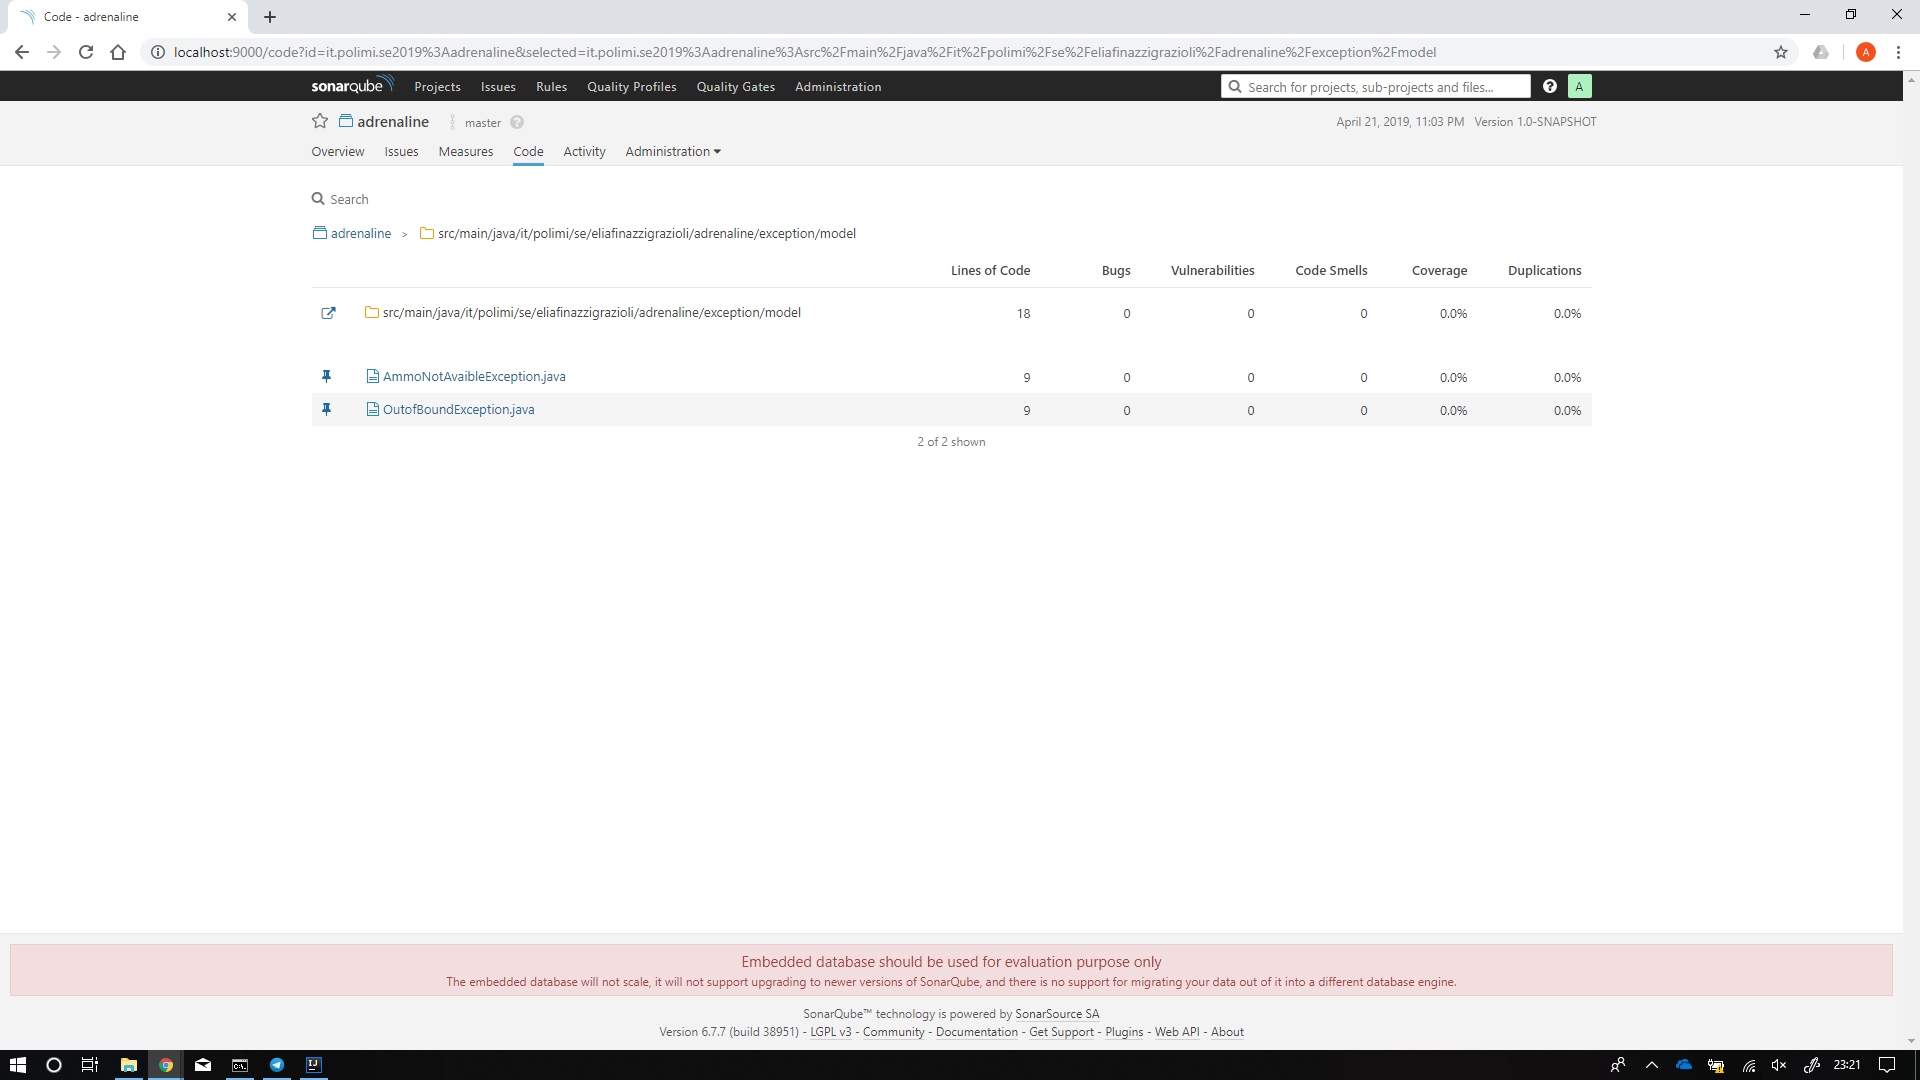 Code - adrenaline
localhost:9000/code?id=it.polimi.se2019%3Aadrenaline&selected=it.polimi.se2019%3Aadrenaline%3Asrc%2Fmain%2Fjava%2Fit%2Fpolimi%2Fse%2Feliafinazzigrazioli%2Fadrenaline%2Fexception%2Fmodel
A
sonarqube Projects Issues Rules Quality Profiles Quality Gates Administration Search for projects, sub-projects and files... ? A
adrenaline master ? April 21, 2019, 11:03 PM Version 1.0-SNAPSHOT
Overview Issues Measures Code Activity Administration
Search
adrenaline > src/main/java/it/polimi/se/eliafinazzigrazioli/adrenaline/exception/model
Lines of Code Bugs Vulnerabilities Code Smells Coverage Duplications
src/main/java/it/polimi/se/eliafinazzigrazioli/adrenaline/exception/model 18 0 0 0 0.0% 0.0%
AmmoNotAvaibleException.java 9 0 0 0 0.0% 0.0%
OutofBoundException.java 9 0 0 0 0.0% 0.0%
2 of 2 shown
Embedded database should be used for evaluation purpose only
The embedded database will not scale, it will not support upgrading to newer versions of SonarQube, and there is no support for migrating your data out of it into a different database engine.
SonarQube™ technology is powered by SonarSource SA
Version 6.7.7 (build 38951) - LGPL v3 - Community - Documentation - Get Support - Plugins - Web API - About
C:\. IJ 23:21